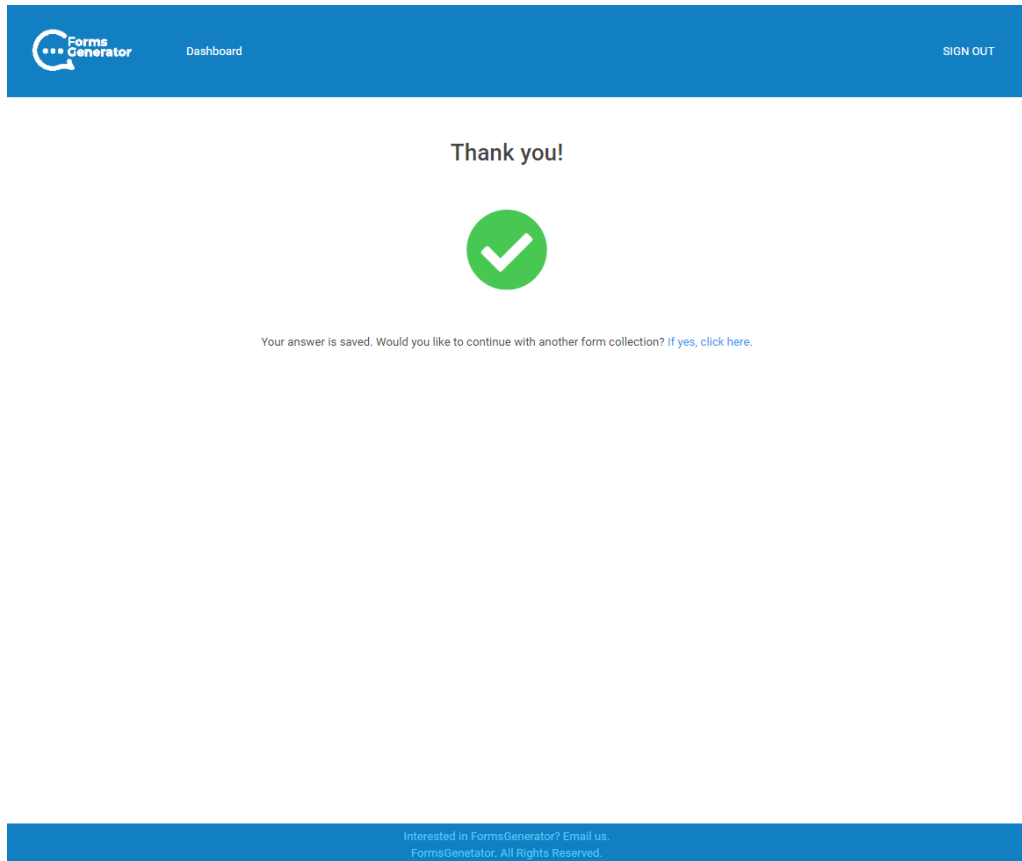 Forms
Generator
Dashboard
SIGN OUT
Thank you!
Your answer is saved. Would you like to continue with another form collection? If yes, click here.
Interested in FormsGenerator? Email us.
FormsGenetator. All Rights Reserved.